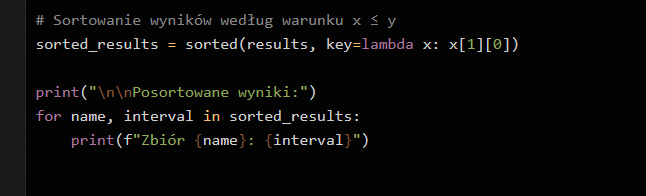 # Sortowanie wyników według warunku x ≤ y
sorted_results = sorted(results, key=lambda x: x[1][0])
print("\n\nPosortowane wyniki:")
for name, interval in sorted_results:
    print(f"Zbiór {name}: {interval}")